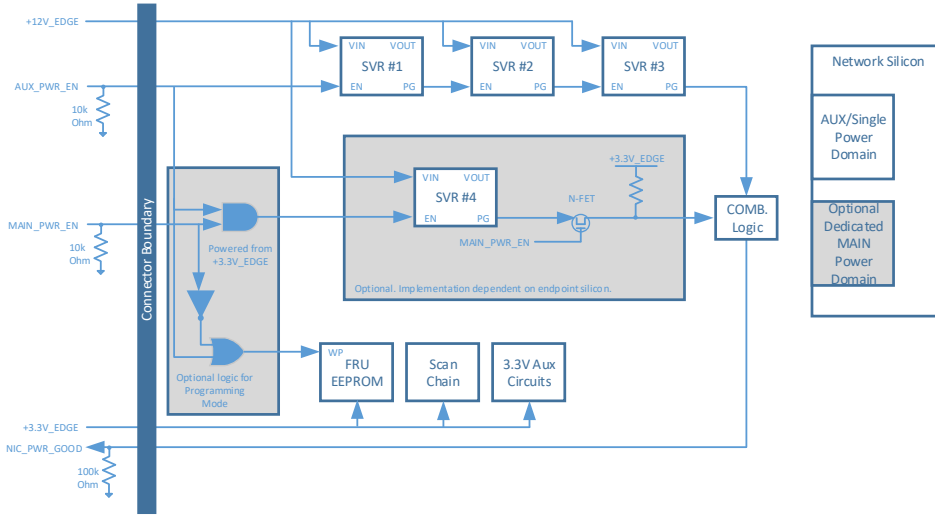 +12V_EDGE
VIN VOUT
SVR #1
EN PG
VIN VOUT
SVR #2
EN PG
VIN VOUT
SVR #3
EN PG
Network Silicon
AUX_PWR_EN
10k
Ohm
AUX/Single
Power
Domain
+3.3V_EDGE
VIN VOUT
SVR #4
EN PG
N-FET
MAIN_PWR_EN
COMB.
Logic
Optional
Dedicated
MAIN
Power
Domain
MAIN_PWR_EN
10k
Ohm
Connector Boundary
Powered from
+3.3V_EDGE
Optional. Implementation dependent on endpoint silicon.
Optional logic for
Programming
Mode
WP
FRU
EEPROM
Scan
Chain
3.3V Aux
Circuits
+3.3V_EDGE
NIC_PWR_GOOD
100k
Ohm